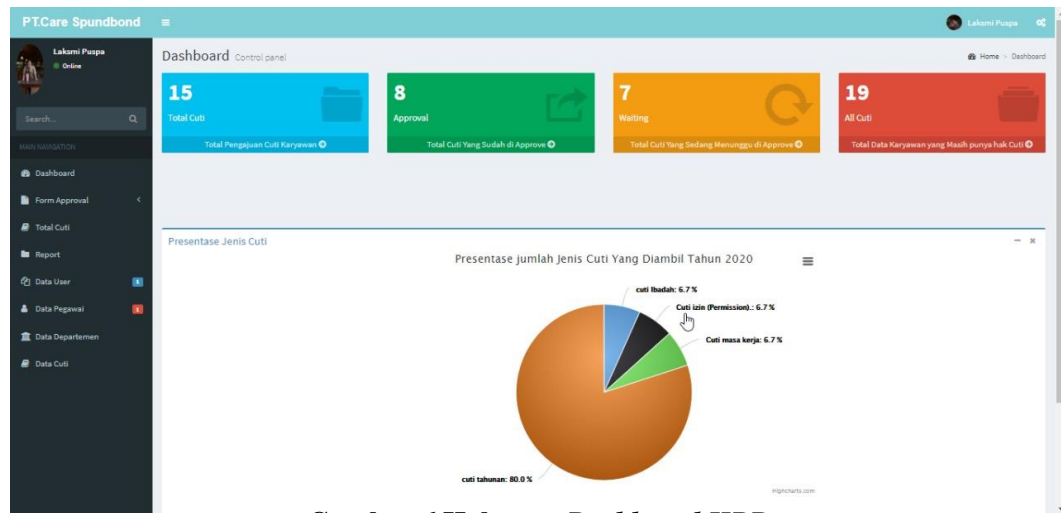 PT.Care Spundbond
Laksmi Puspa
Laksmi Puspa
Online
Search...
MAIN NAVIGATION
Dashboard
Form Approval
Total Cuti
Report
Data User
Data Pegawai
Data Departemen
Data Cuti
Dashboard Control panel
Home > Dashboard
15
Total Cuti
Total Pengajuan Cuti Karyawan
8
Approval
Total Cuti Yang Sudah di Approve
7
Waiting
Total Cuti Yang Sedang Menunggu di Approve
19
All Cuti
Total Data Karyawan yang Masih punya hak Cuti
Presentase Jenis Cuti
Presentase jumlah Jenis Cuti Yang Diambil Tahun 2020
cuti Ibadah: 6.7 %
Cuti izin (Permission).: 6.7 %
Cuti masa kerja: 6.7 %
cuti tahunan: 80.0 %
Highcharts.com